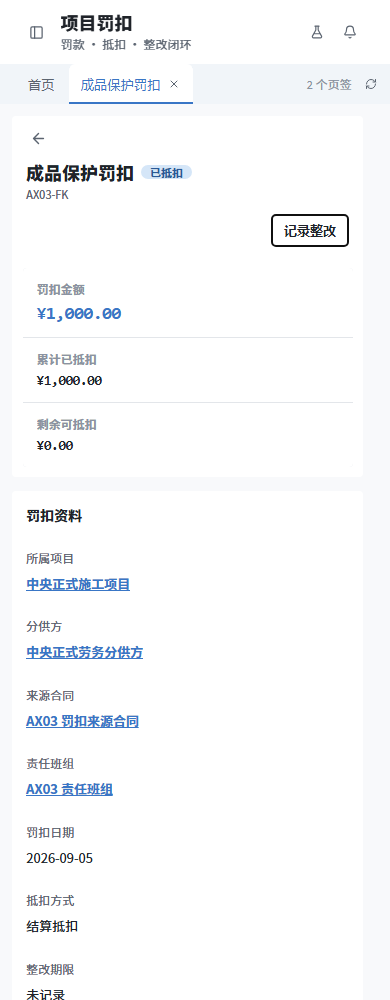 项目罚扣
罚款 • 抵扣 • 整改闭环
首页
成品保护罚扣
2 个页签
成品保护罚扣
已抵扣
AX03-FK
记录整改
罚扣金额
¥1,000.00
累计已抵扣
¥1,000.00
剩余可抵扣
¥0.00
罚扣资料
所属项目
中央正式施工项目
分供方
中央正式劳务分供方
来源合同
AX03 罚扣来源合同
责任班组
AX03 责任班组
罚扣日期
2026-09-05
抵扣方式
结算抵扣
整改期限
未记录